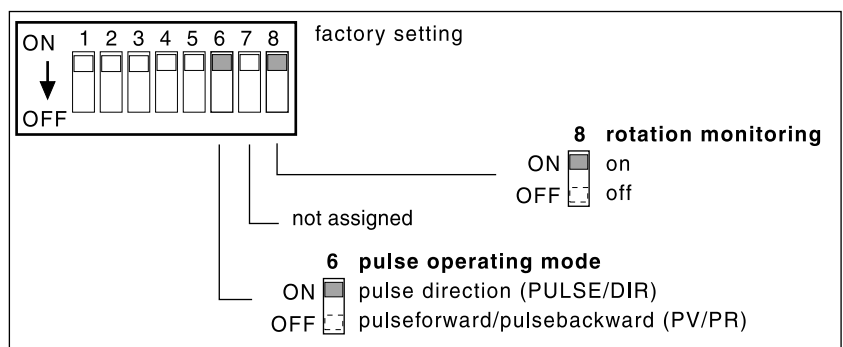 ON 1 2 3 4 5 6 7 8 factory setting
OFF
8 rotation monitoring
ON on
OFF off
not assigned
6 pulse operating mode
ON pulse direction (PULSE/DIR)
OFF pulseforward/pulsebackward (PV/PR)